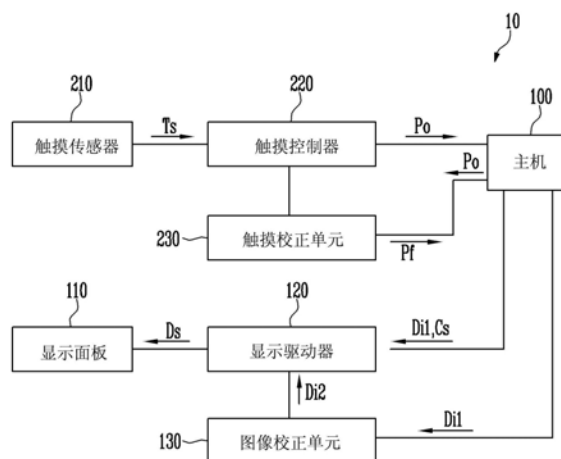 10
210
220
100
Ts
Po
触摸传感器
触摸控制器
主机
Po
230
触摸校正单元
Pf
110
120
Ds
Di1,Cs
显示面板
显示驱动器
Di2
Di1
130
图像校正单元